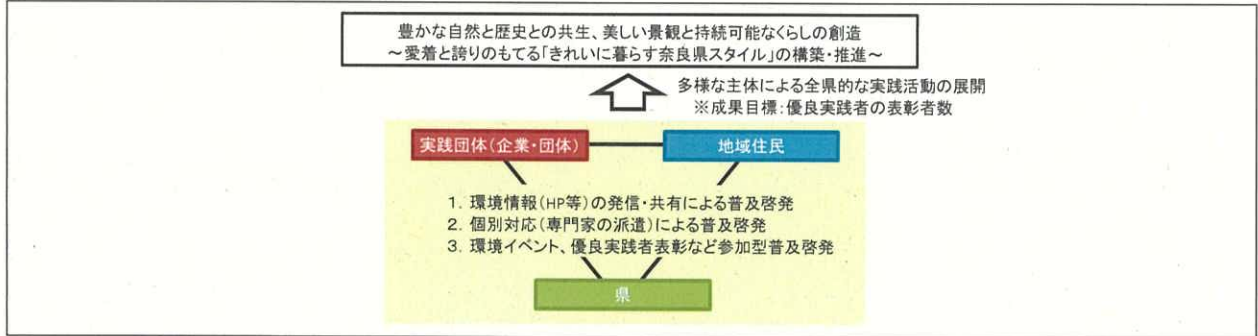 豊かな自然と歴史との共生、美しい景観と持続可能なくらしの創造
～愛着と誇りのもてる「きれいに暮らす奈良県スタイル」の構築・推進～
多様な主体による全県的な実践活動の展開
※成果目標:優良実践者の表彰者数
実践団体(企業・団体)
地域住民
1. 環境情報(HP等)の発信・共有による普及啓発
2. 個別対応(専門家の派遣)による普及啓発
3. 環境イベント、優良実践者表彰など参加型普及啓発
県